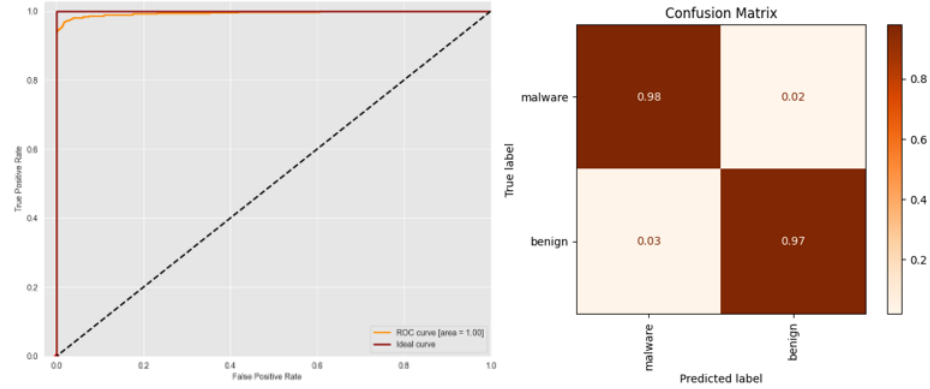 1.0
0.8
0.6
0.4
0.2
0.0
True Positive Rate
0.0 0.2 0.4 0.6 0.8 1.0
False Positive Rate
ROC curve [area = 1.00]
Ideal curve
Confusion Matrix
True label
malware
benign
0.98 0.02
0.03 0.97
malware benign
Predicted label
0.8
0.6
0.4
0.2